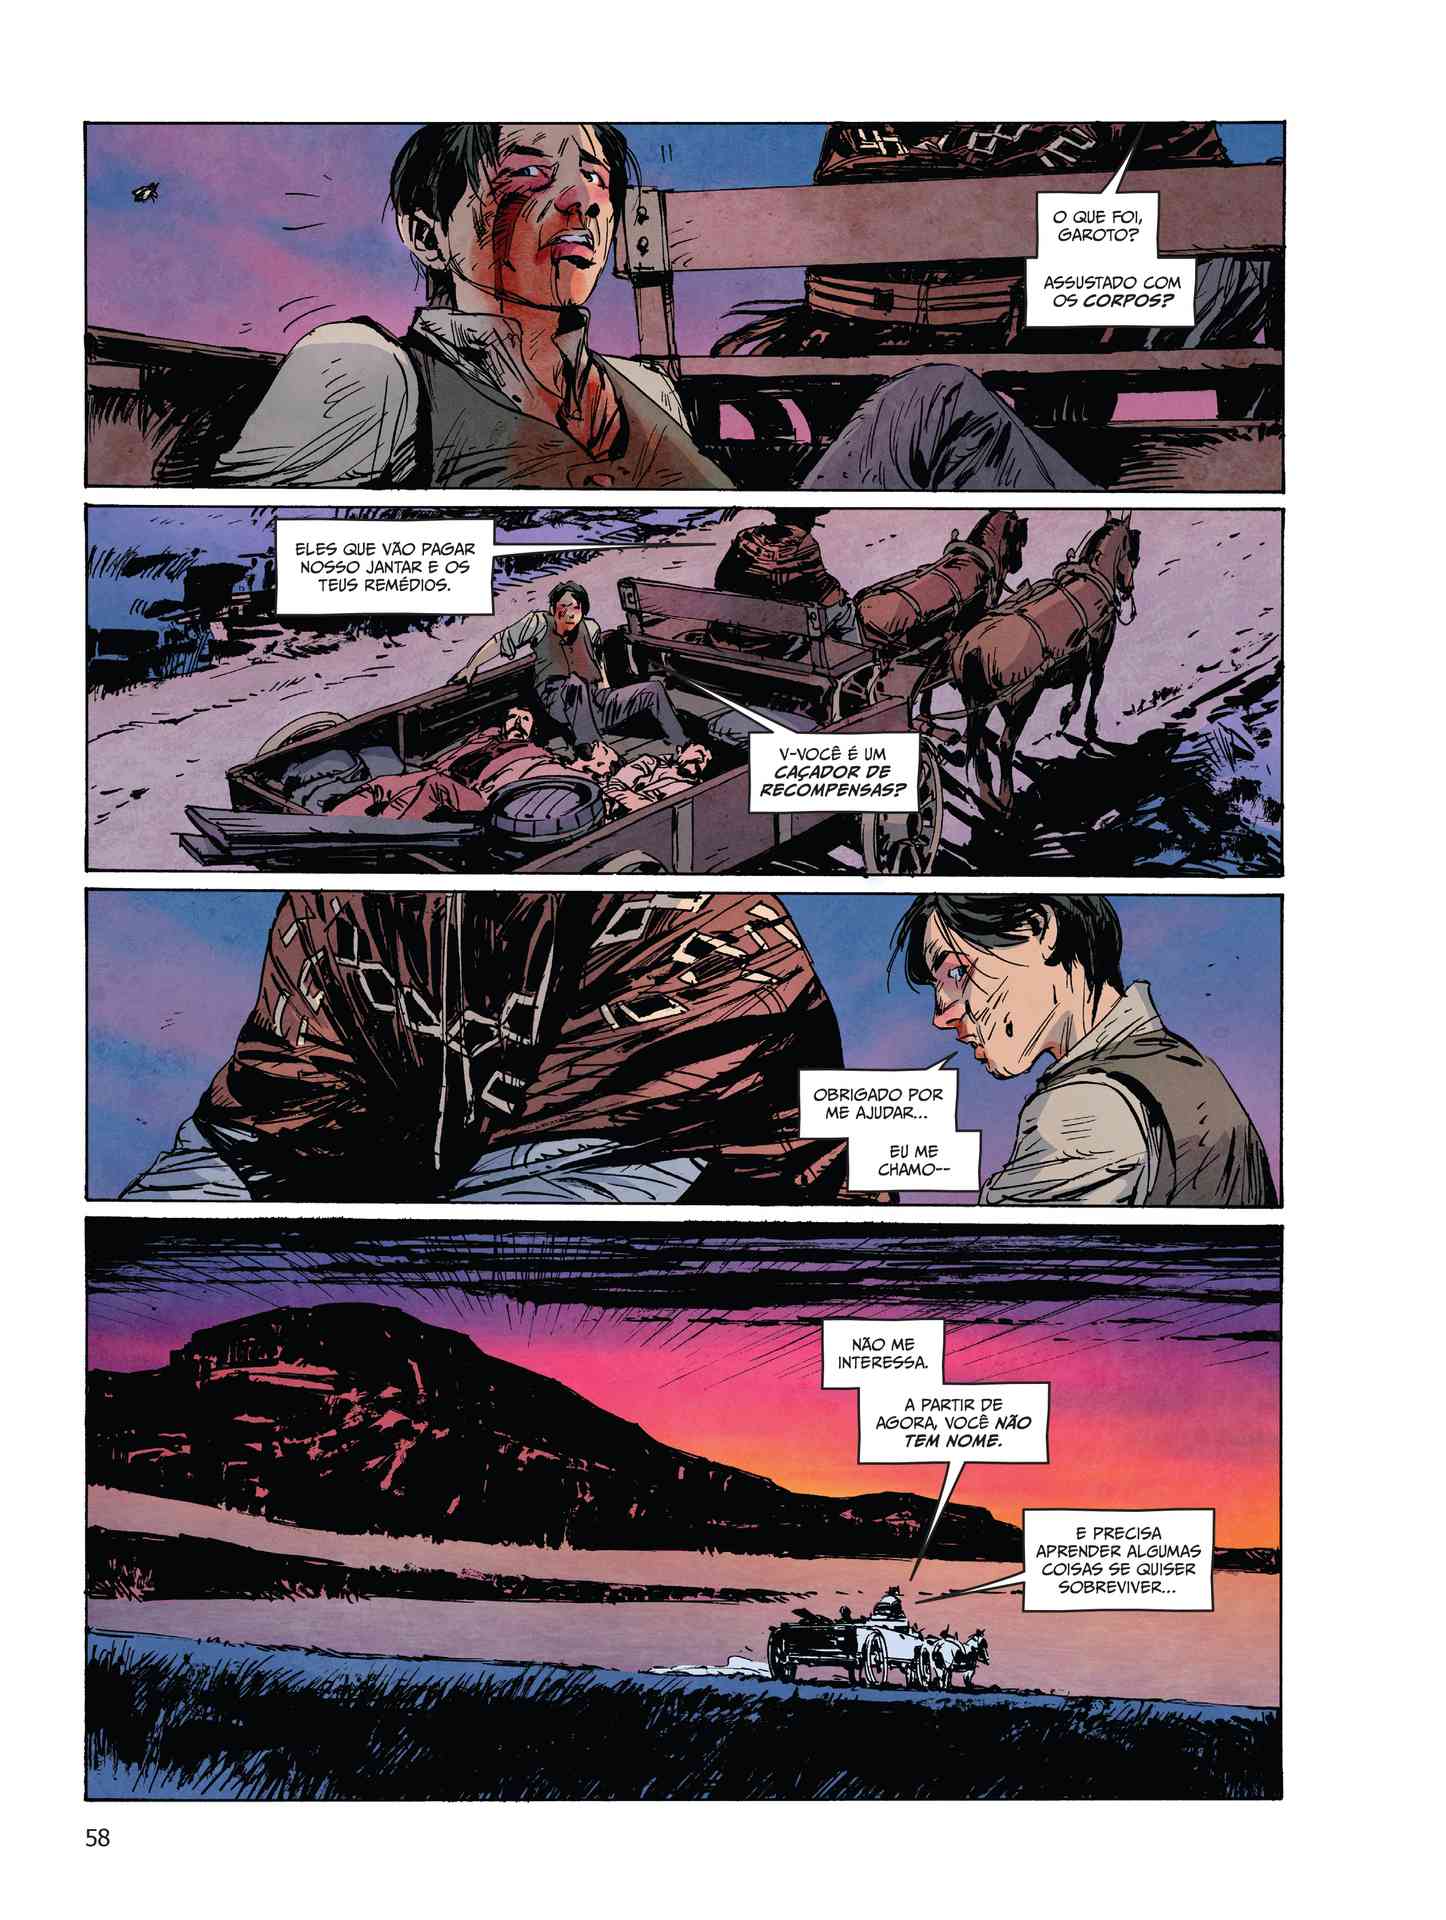 O QUE FOI,
GAROTO?
ASSUSTADO COM
OS CORPOS?
ELES QUE VÃO PAGAR
NOSSO JANTAR E OS
TEUS REMÉDIOS.
V-VOCÊ É UM
CAÇADOR DE
RECOMPENSAS?
OBRIGADO POR
ME AJUDAR...
EU ME
CHAMO--
NÃO ME
INTERESSA.
A PARTIR DE
AGORA, VOCÊ NÃO
TEM NOME.
E PRECISA
APRENDER ALGUMAS
COISAS SE QUISER
SOBREVIVER...
58